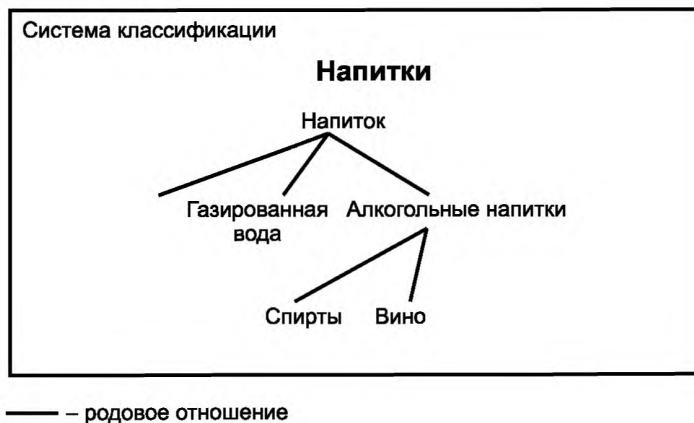 Система классификации
Напитки
Напиток
Газированная вода
Алкогольные напитки
Спирты
Вино
– родовое отношение